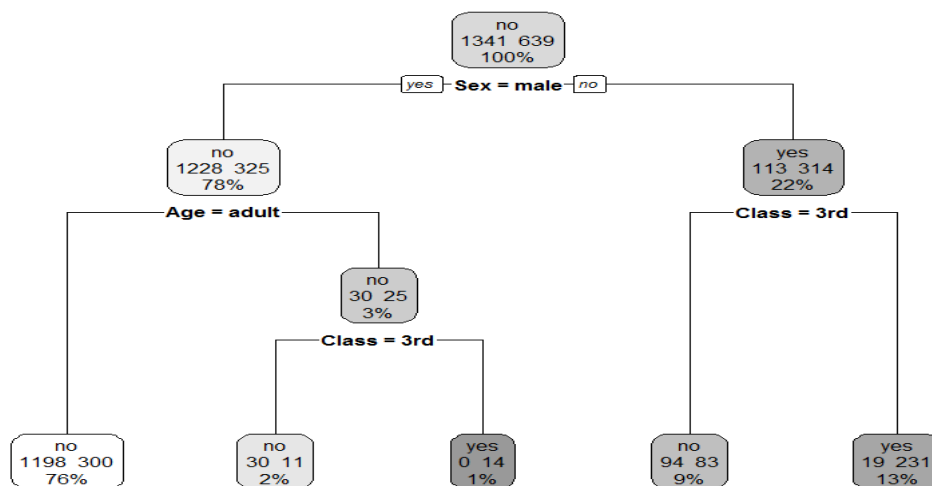 no
1341 639
100%
yes Sex = male no
no
1228 325
78%
yes
113 314
22%
Age = adult
Class = 3rd
no
30 25
3%
Class = 3rd
no
1198 300
76%
no
30 11
2%
yes
0 14
1%
no
94 83
9%
yes
19 231
13%